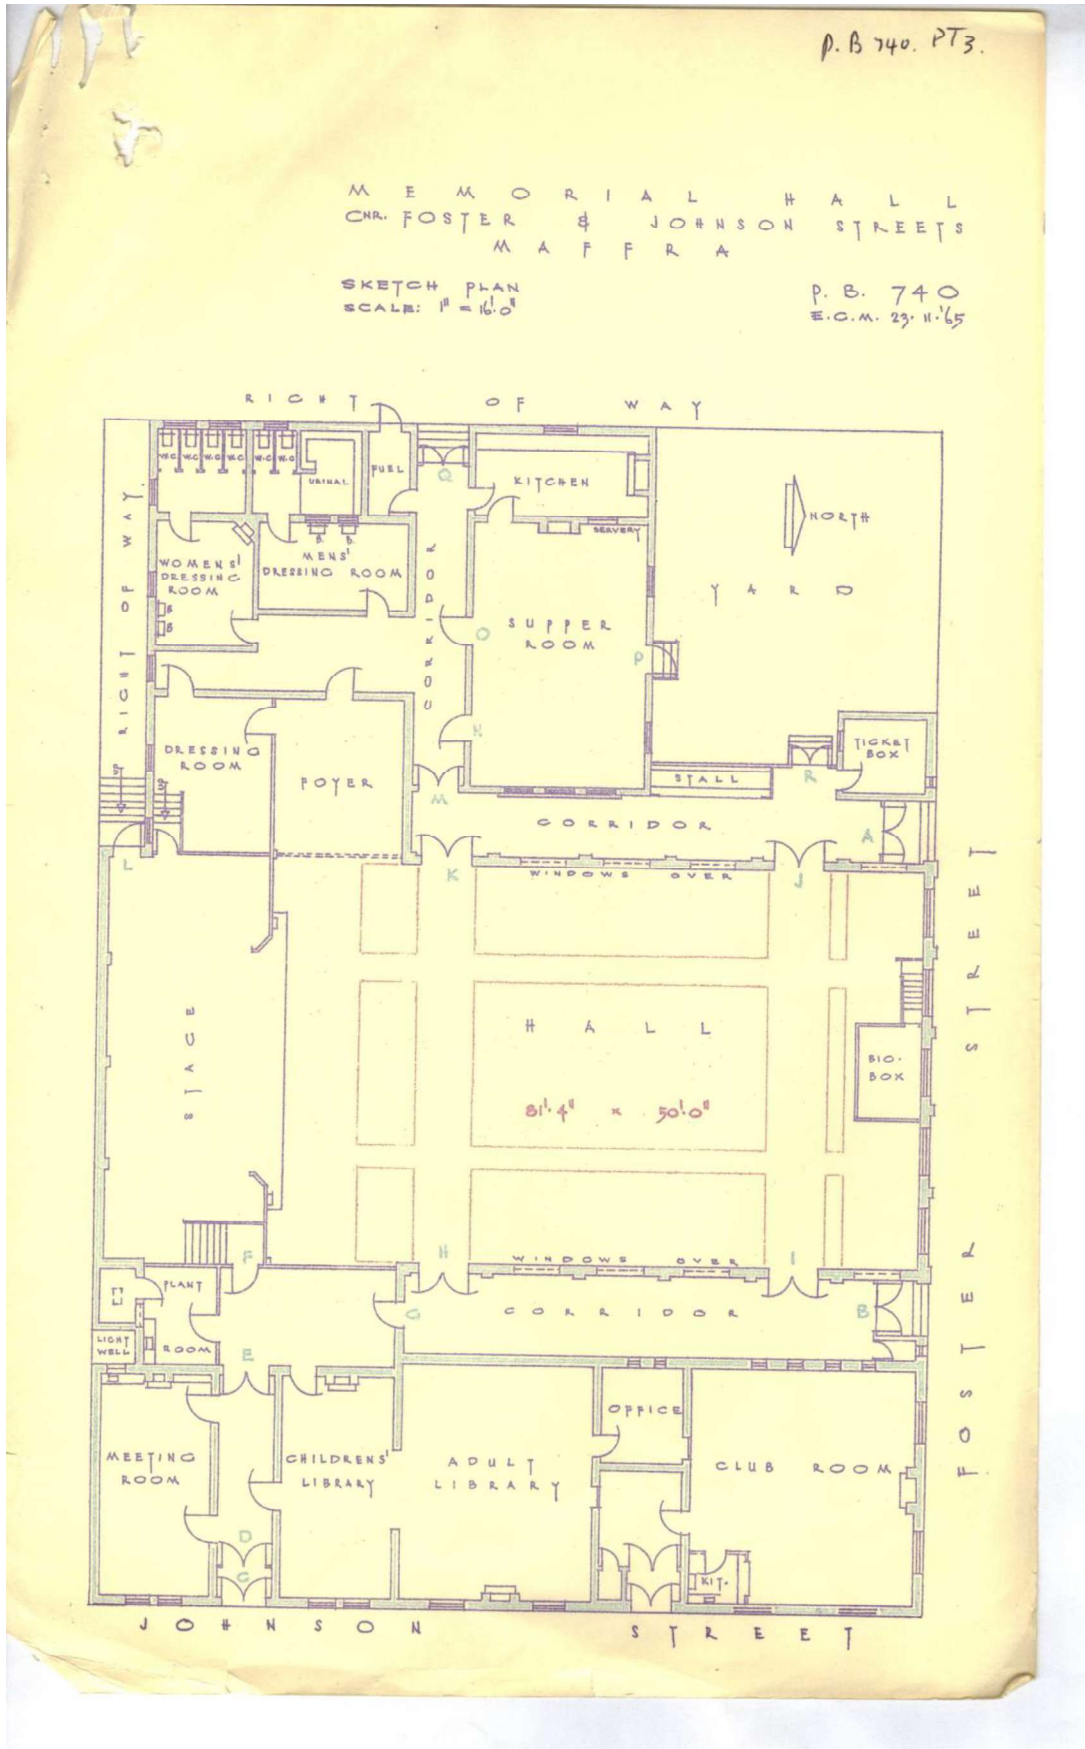 P.B 740. PT3.
MEMORIAL HALL
CNR. FOSTER & JOHNSON STREETS
MAFFRA
SKETCH PLAN
SCALE: 1" = 16'.0"
P. B. 740
E.C.M. 23.11.'65
RIGHT OF WAY
W.C. W.C. W.C. W.C. W.C. W.C.
URINAL
FUEL
Q
KITCHEN
SERVERY
NORTH
YARD
RIGHT OF WAY
WOMENS'
DRESSING
ROOM
B
B
B. B.
MENS'
DRESSING ROOM
CORRIDOR
O
SUPPER
ROOM
P
N
DRESSING
ROOM
FOYER
UP
UP
M
STALL
R
TICKET
BOX
CORRIDOR
A
L
K
WINDOWS OVER
J
STAGE
HALL
81'.4" x 50'.0"
BIO.
BOX
FOSTER STREET
F
H
WINDOWS OVER
I
PLANT
ROOM
LIGHT
WELL
G
CORRIDOR
B
E
MEETING
ROOM
CHILDRENS'
LIBRARY
ADULT
LIBRARY
OFFICE
CLUB ROOM
D
C
KIT.
JOHNSON STREET